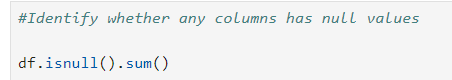 #Identify whether any columns has null values
df.isnull().sum()